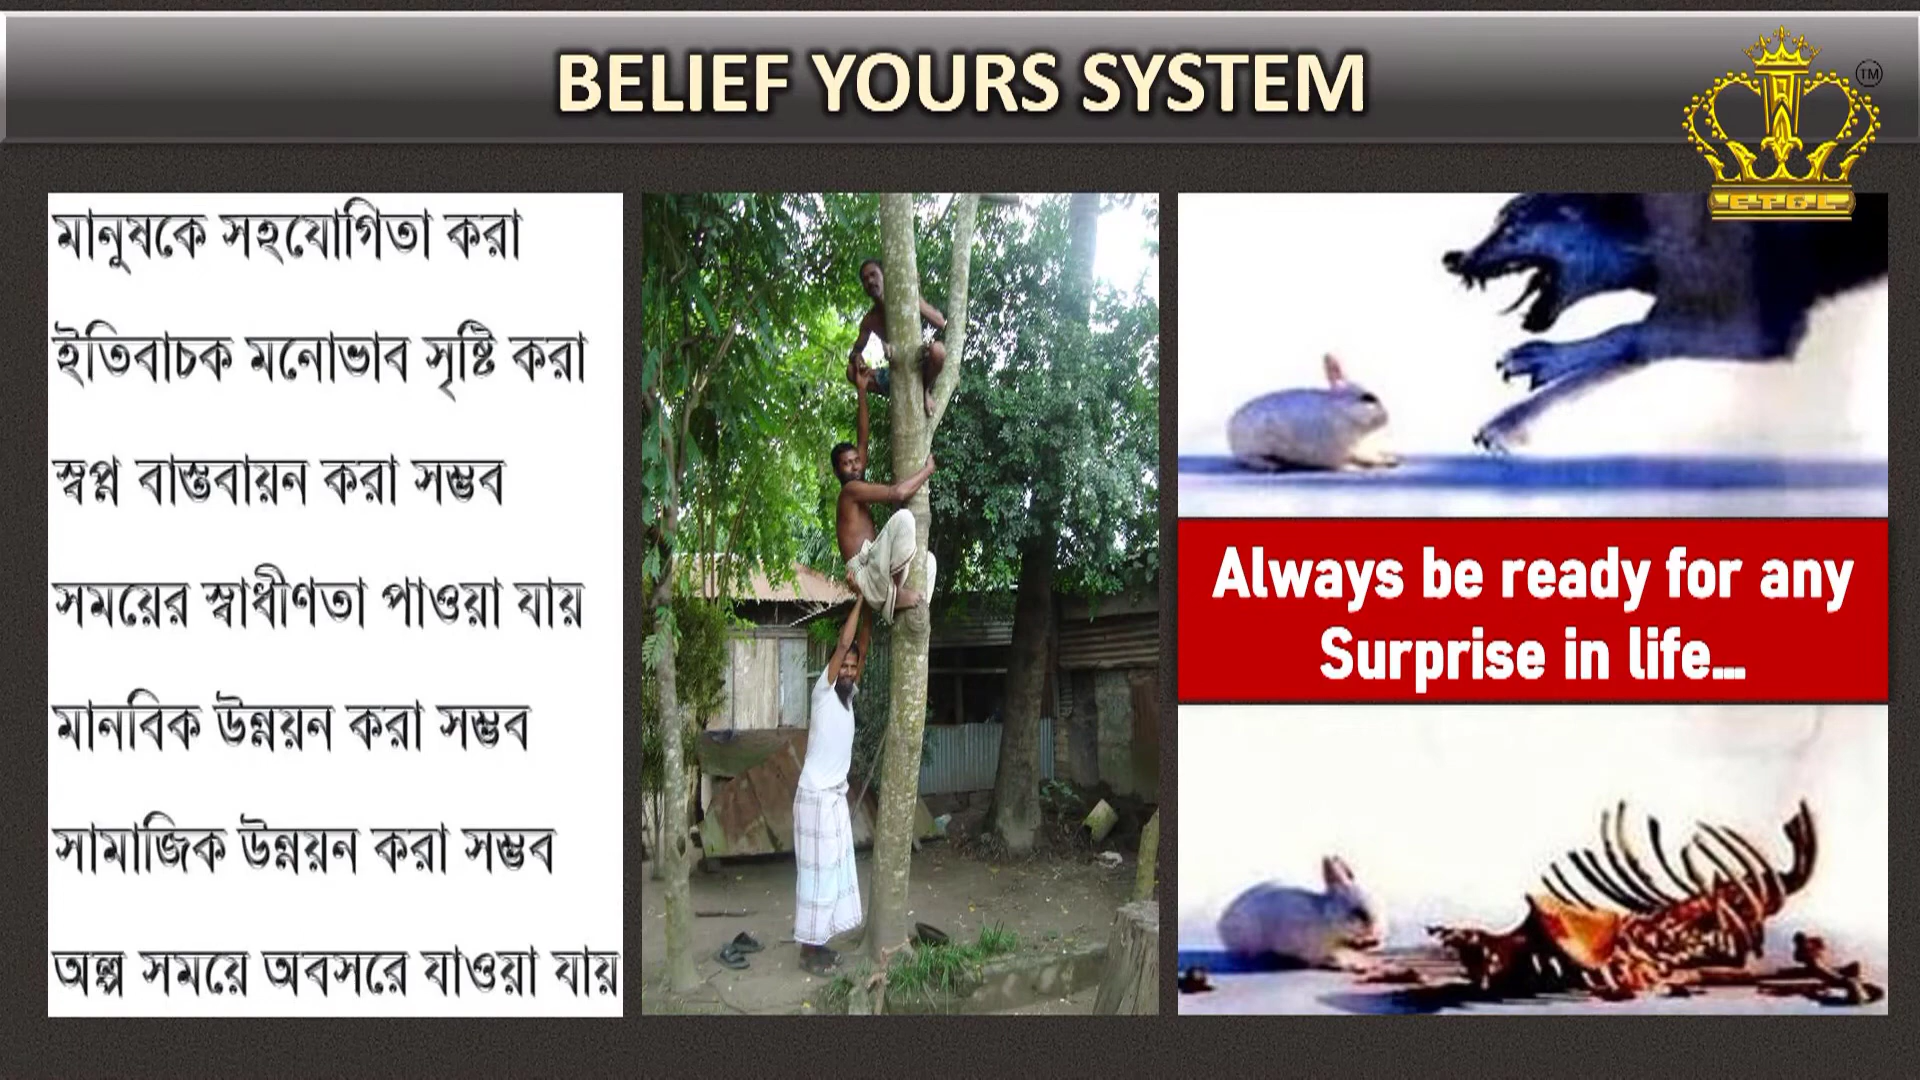 BELIEF YOURS SYSTEM
TM
মানুষকে সহযোগিতা করা
ইতিবাচক মনোভাব সৃষ্টি করা
স্বপ্ন বাস্তবায়ন করা সম্ভব
সময়ের স্বাধীণতা পাওয়া যায়
মানবিক উন্নয়ন করা সম্ভব
সামাজিক উন্নয়ন করা সম্ভব
অল্প সময়ে অবসরে যাওয়া যায়
Always be ready for any
Surprise in life...